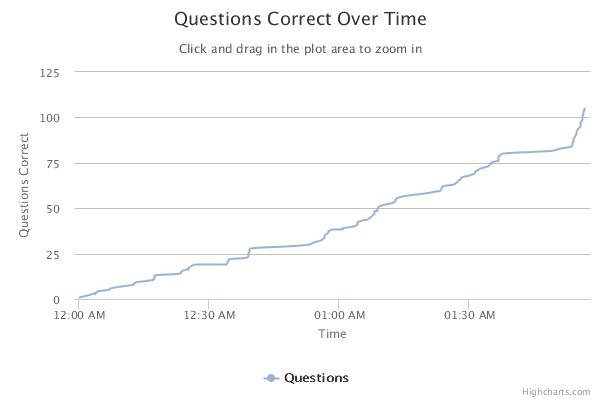 Questions Correct Over Time
Click and drag in the plot area to zoom in
Questions Correct
125
100
75
50
25
0
12:00 AM
12:30 AM
01:00 AM
01:30 AM
Time
Questions
Highcharts.com